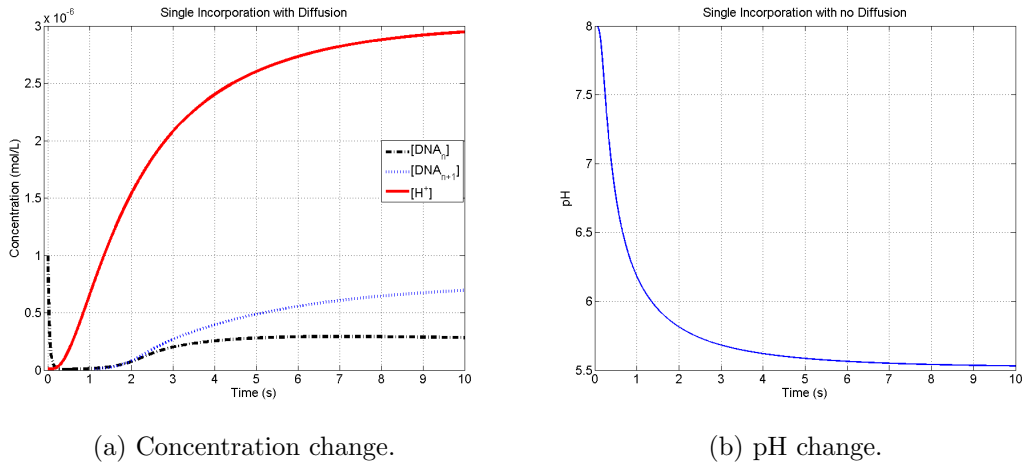 Single Incorporation with Diffusion
x 10⁻⁶
3
2.5
2
1.5
1
0.5
0
Concentration (mol/L)
[DNAₙ]
[DNAₙ₊₁]
[H⁺]
0 1 2 3 4 5 6 7 8 9 10
Time (s)
(a) Concentration change.
Single Incorporation with no Diffusion
8
7.5
7
6.5
6
5.5
pH
0 1 2 3 4 5 6 7 8 9 10
Time (s)
(b) pH change.